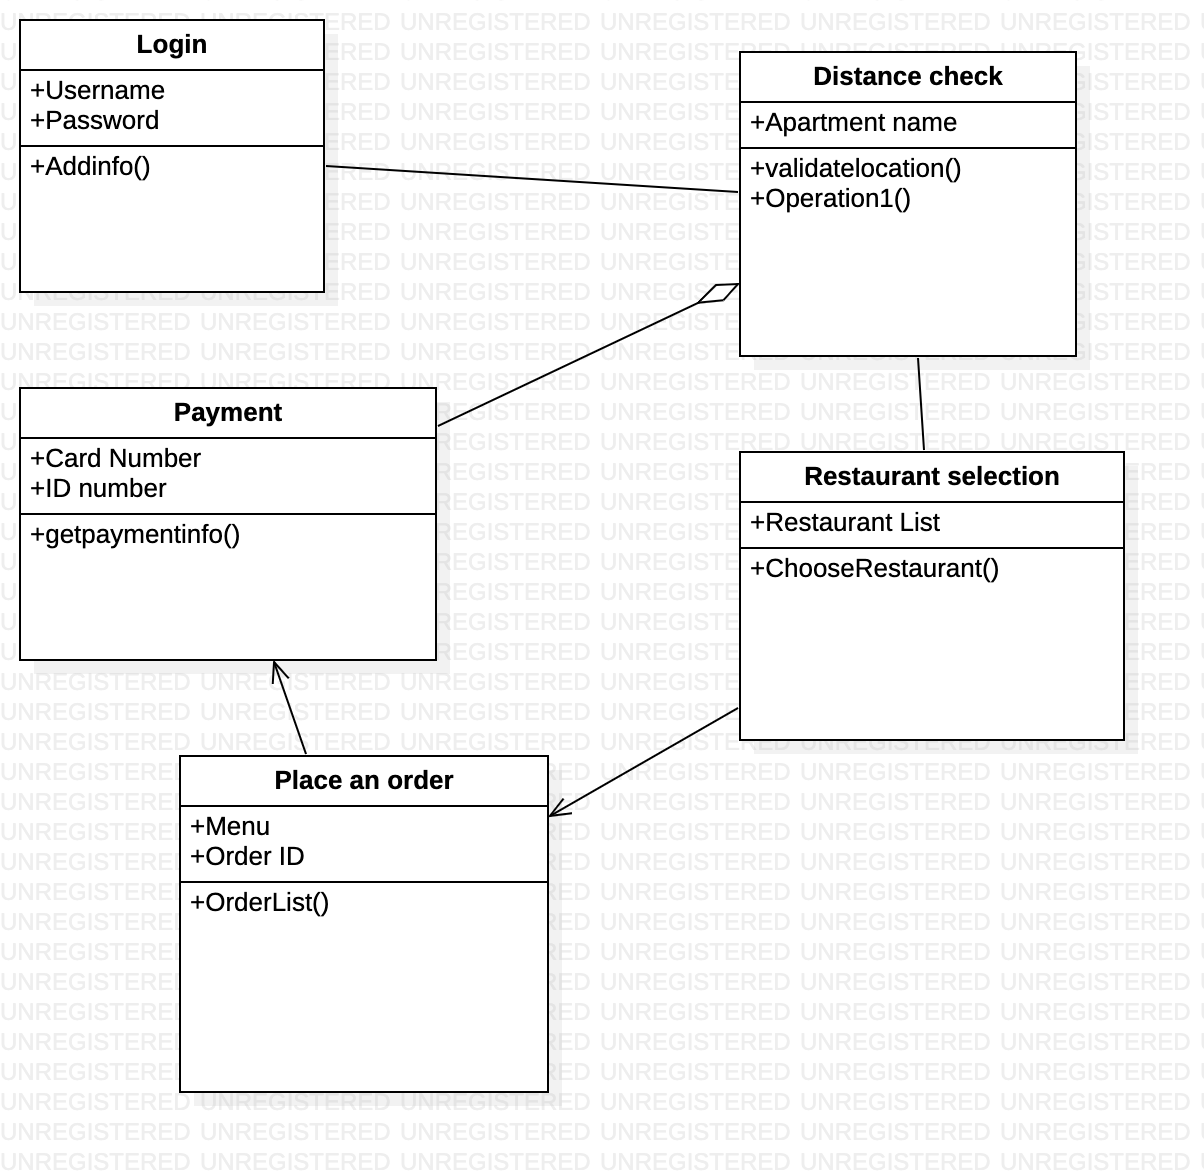 Login
+Username
+Password
+Addinfo()
Distance check
+Apartment name
+validatelocation()
+Operation1()
Payment
+Card Number
+ID number
+getpaymentinfo()
Restaurant selection
+Restaurant List
+ChooseRestaurant()
Place an order
+Menu
+Order ID
+OrderList()
UNREGISTERED